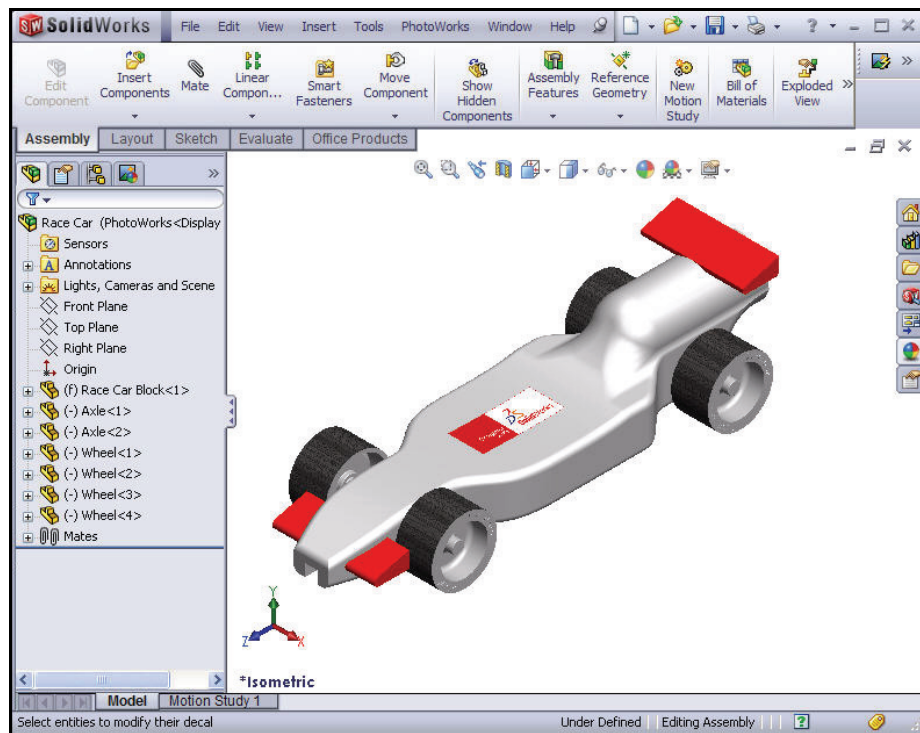 SolidWorks File Edit View Insert Tools PhotoWorks Window Help
Edit Component
Insert Components
Mate
Linear Compon...
Smart Fasteners
Move Component
Show Hidden Components
Assembly Features
Reference Geometry
New Motion Study
Bill of Materials
Exploded View
Assembly Layout Sketch Evaluate Office Products
Race Car (PhotoWorks<Display
Sensors
Annotations
Lights, Cameras and Scene
Front Plane
Top Plane
Right Plane
Origin
(f) Race Car Block<1>
(-) Axle<1>
(-) Axle<2>
(-) Wheel<1>
(-) Wheel<2>
(-) Wheel<3>
(-) Wheel<4>
Mates
Y
Z X
*Isometric
Model Motion Study 1
Select entities to modify their decal Under Defined Editing Assembly